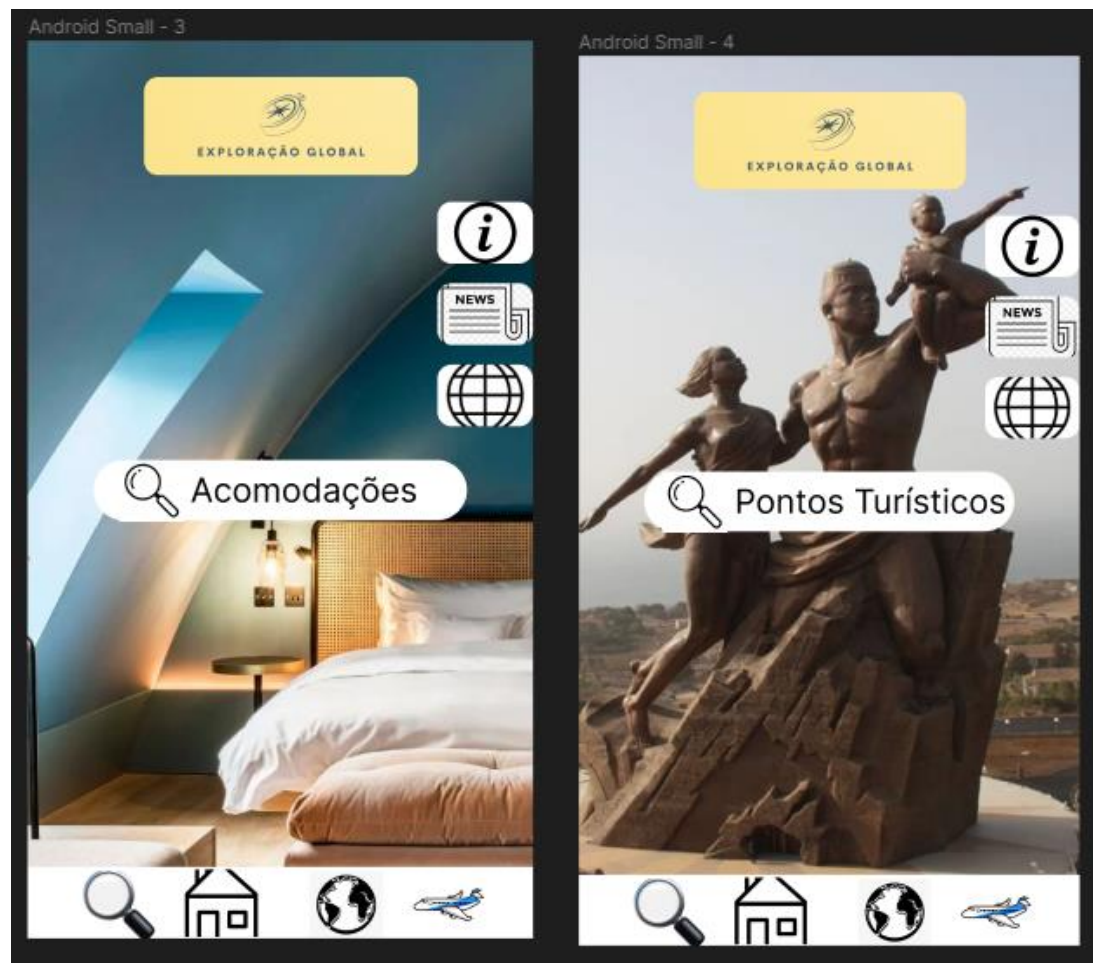 Android Small - 3
EXPLORAÇÃO GLOBAL
i
NEWS
Acomodações
Android Small - 4
EXPLORAÇÃO GLOBAL
i
NEWS
Pontos Turísticos